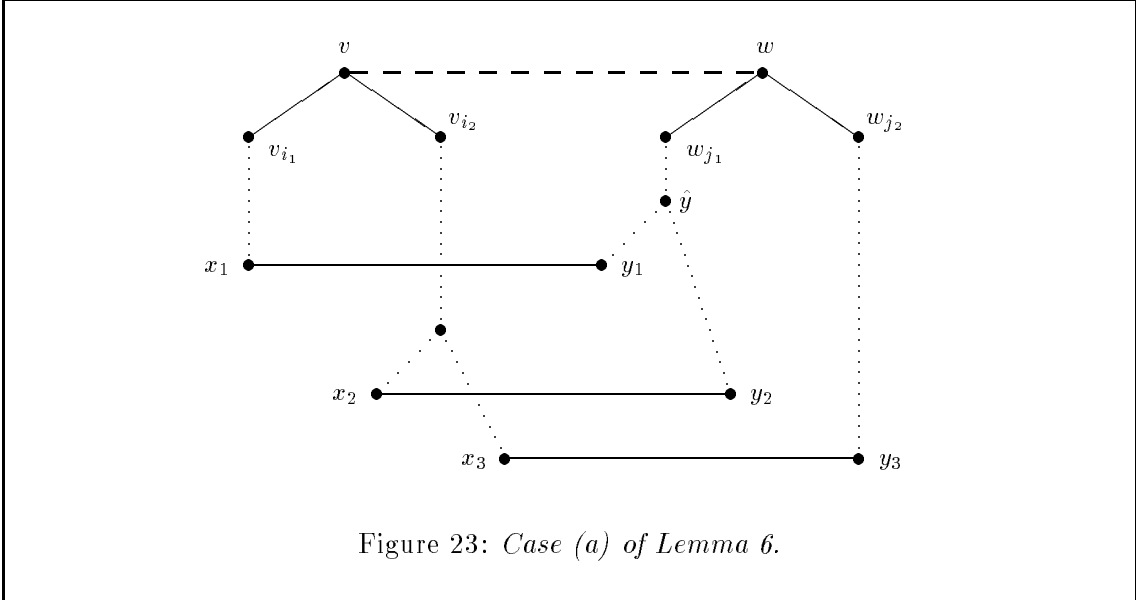 v w
v_{i_2} w_{j_2}
v_{i_1} w_{j_1}
ŷ
x_1 y_1
x_2 y_2
x_3 y_3
Figure 23: Case (a) of Lemma 6.